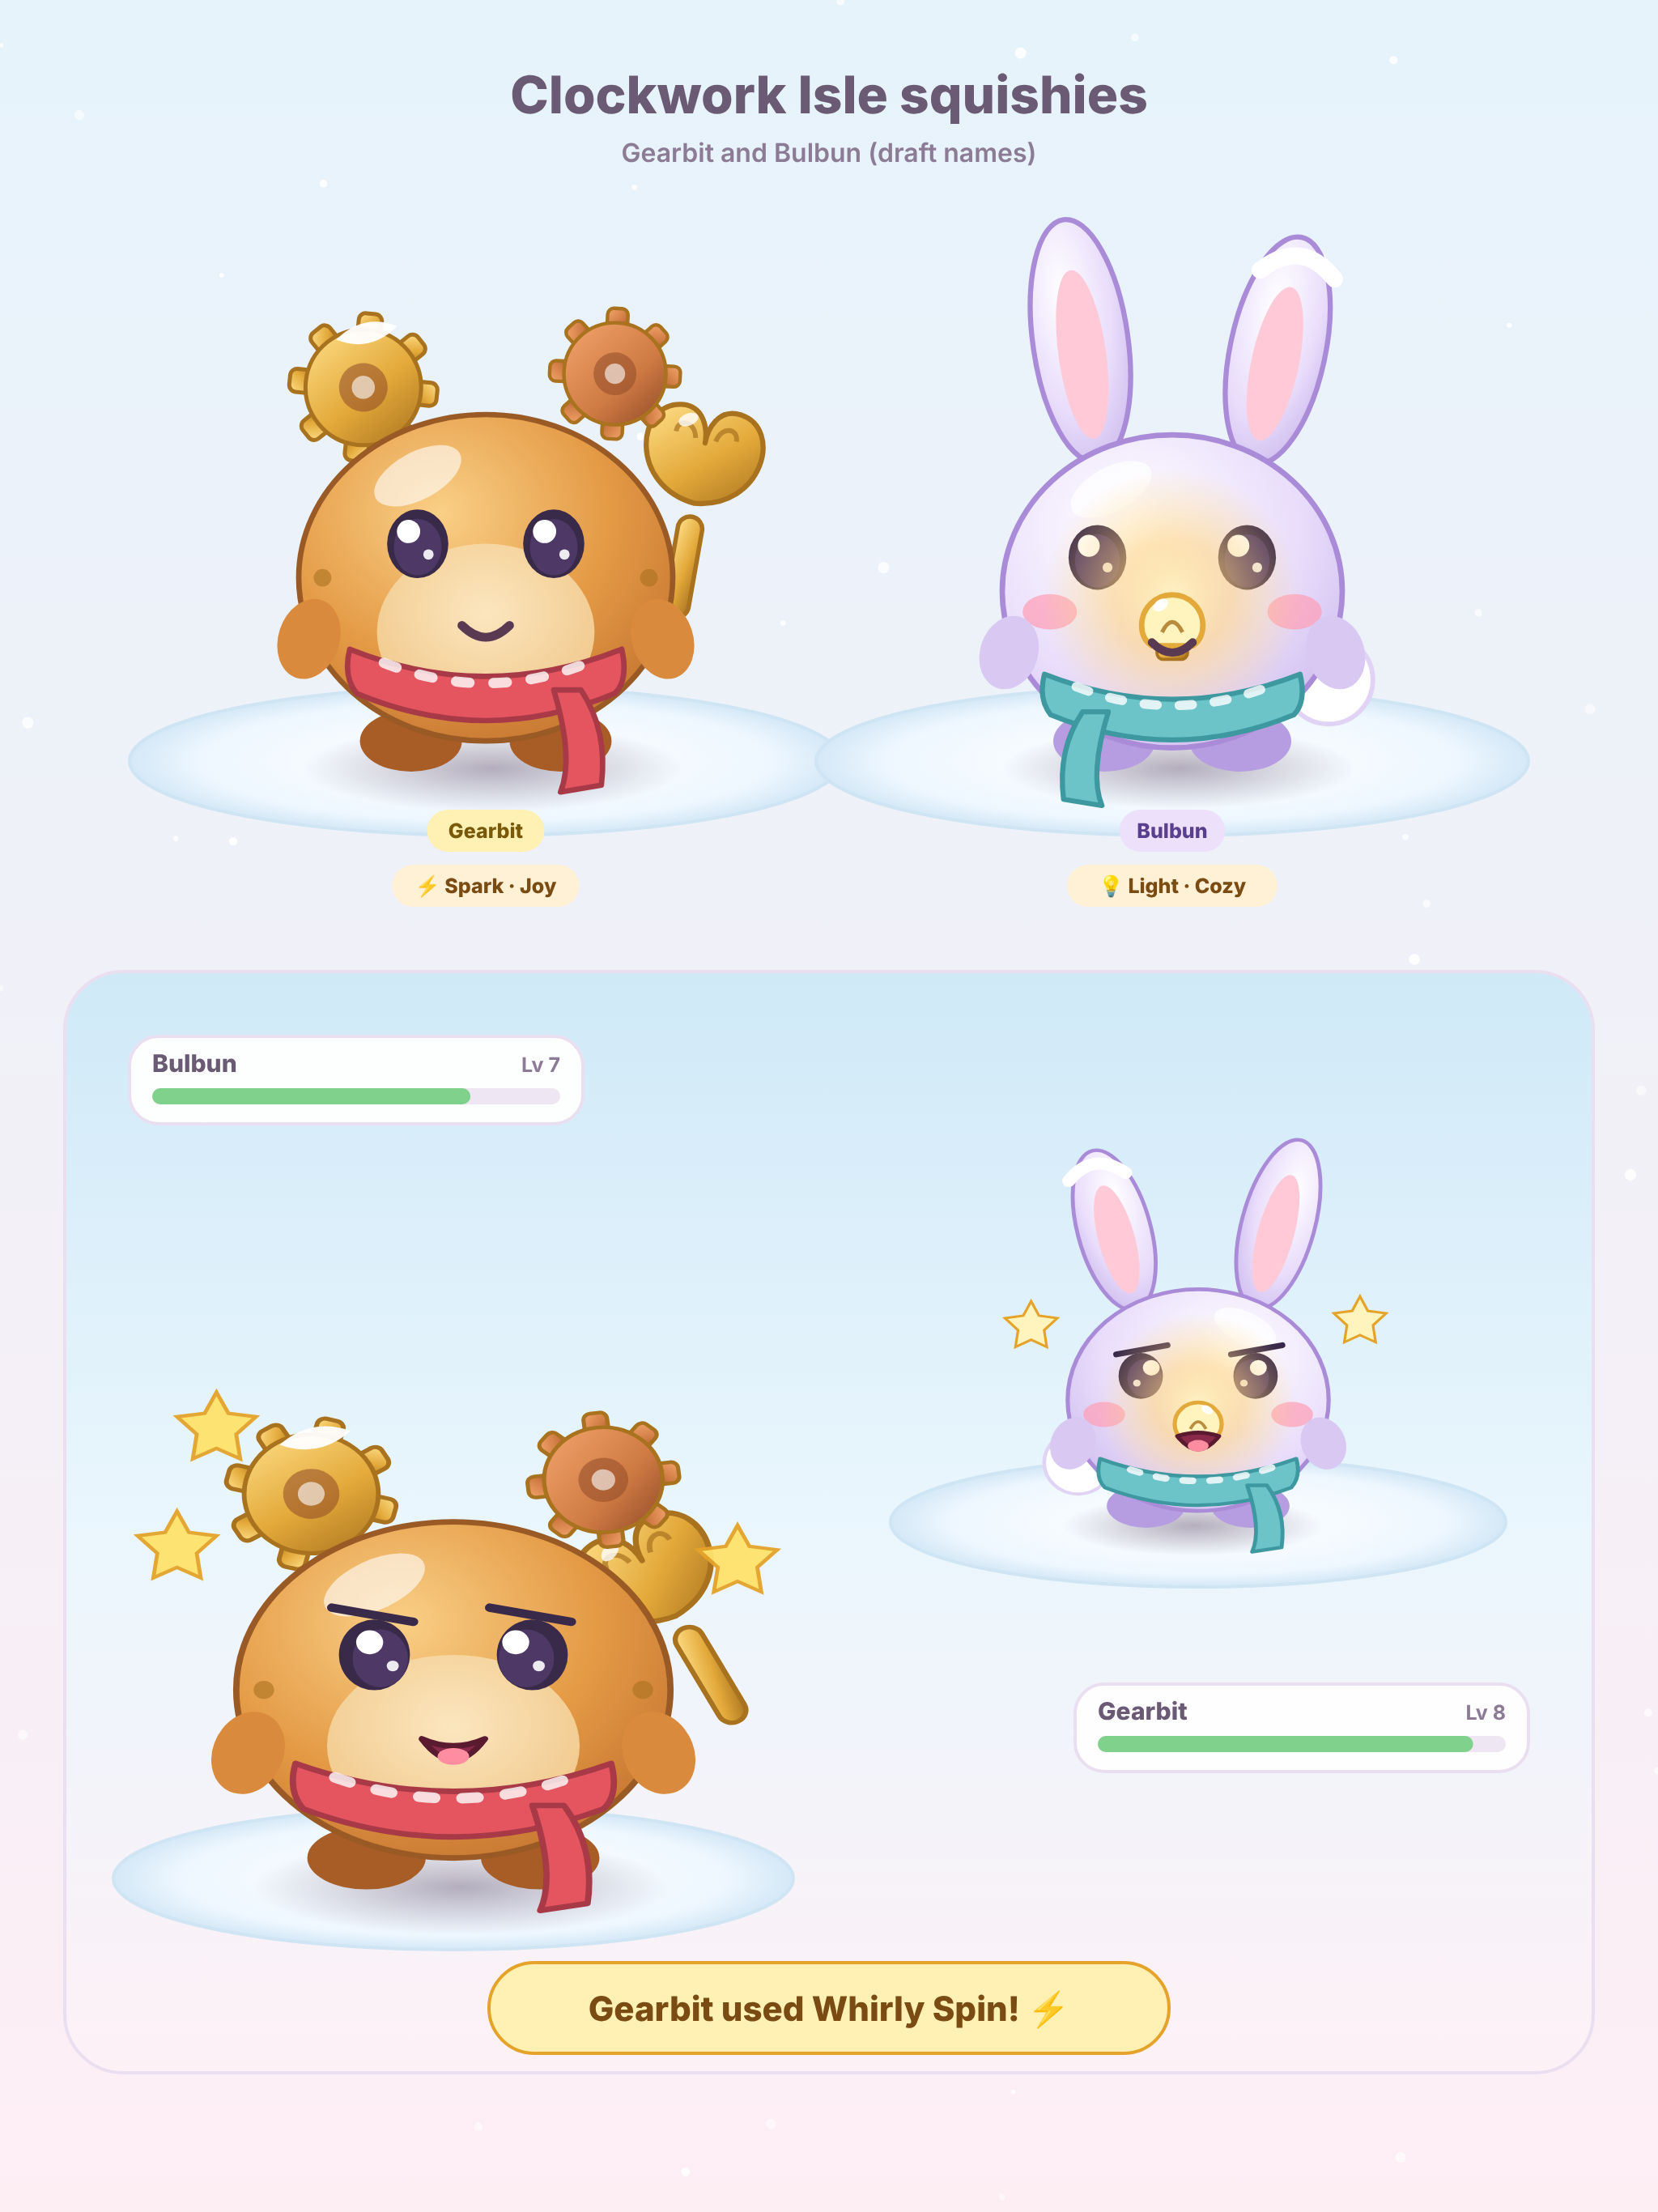 Clockwork Isle squishies
Gearbit and Bulbun (draft names)
Gearbit
Bulbun
⚡ Spark · Joy
💡 Light · Cozy
Bulbun Lv 7
Gearbit Lv 8
Gearbit used Whirly Spin! ⚡